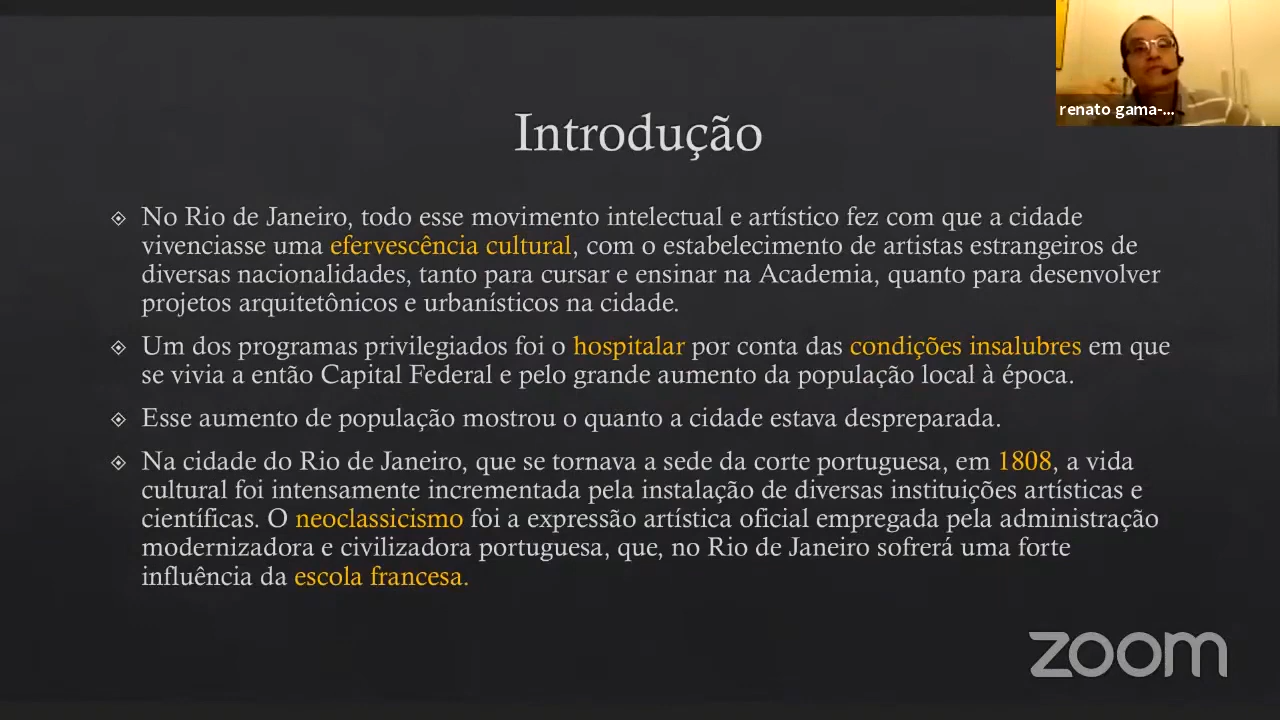 renato gama-...
Introdução
No Rio de Janeiro, todo esse movimento intelectual e artístico fez com que a cidade
vivenciasse uma efervescência cultural, com o estabelecimento de artistas estrangeiros de
diversas nacionalidades, tanto para cursar e ensinar na Academia, quanto para desenvolver
projetos arquitetônicos e urbanísticos na cidade.
Um dos programas privilegiados foi o hospitalar por conta das condições insalubres em que
se vivia a então Capital Federal e pelo grande aumento da população local à época.
Esse aumento de população mostrou o quanto a cidade estava despreparada.
Na cidade do Rio de Janeiro, que se tornava a sede da corte portuguesa, em 1808, a vida
cultural foi intensamente incrementada pela instalação de diversas instituições artísticas e
científicas. O neoclassicismo foi a expressão artística oficial empregada pela administração
modernizadora e civilizadora portuguesa, que, no Rio de Janeiro sofrerá uma forte
influência da escola francesa.
zoom